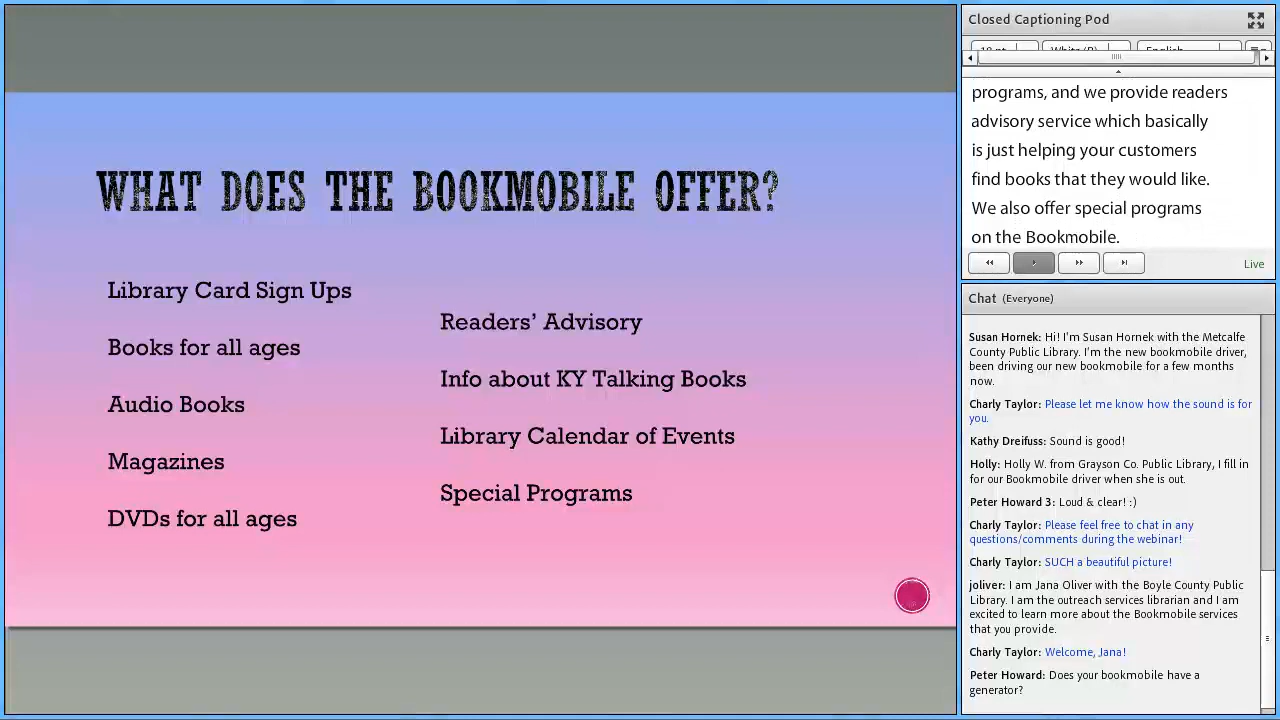 WHAT DOES THE BOOKMOBILE OFFER?
Library Card Sign Ups
Books for all ages
Audio Books
Magazines
DVDs for all ages
Readers’ Advisory
Info about KY Talking Books
Library Calendar of Events
Special Programs
Closed Captioning Pod
English
programs, and we provide readers
advisory service which basically
is just helping your customers
find books that they would like.
We also offer special programs
on the Bookmobile.
Live
Chat (Everyone)
Susan Hornek: Hi! I'm Susan Hornek with the Metcalfe
County Public Library. I'm the new bookmobile driver,
been driving our new bookmobile for a few months
now.
Charly Taylor: Please let me know how the sound is for
you.
Kathy Dreifuss: Sound is good!
Holly: Holly W. from Grayson Co. Public Library, I fill in
for our Bookmobile driver when she is out.
Peter Howard 3: Loud & clear! :)
Charly Taylor: Please feel free to chat in any
questions/comments during the webinar!
Charly Taylor: SUCH a beautiful picture!
joliver: I am Jana Oliver with the Boyle County Public
Library. I am the outreach services librarian and I am
excited to learn more about the Bookmobile services
that you provide.
Charly Taylor: Welcome, Jana!
Peter Howard: Does your bookmobile have a
generator?